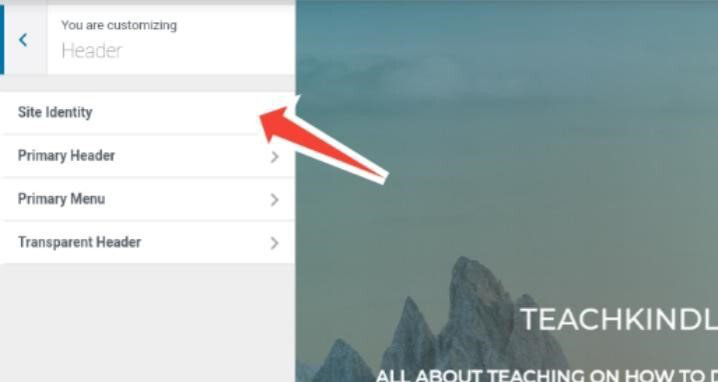 You are customizing
Header
Site Identity
Primary Header
Primary Menu
Transparent Header
TEACHKINDL
ALL ABOUT TEACHING ON HOW TO D